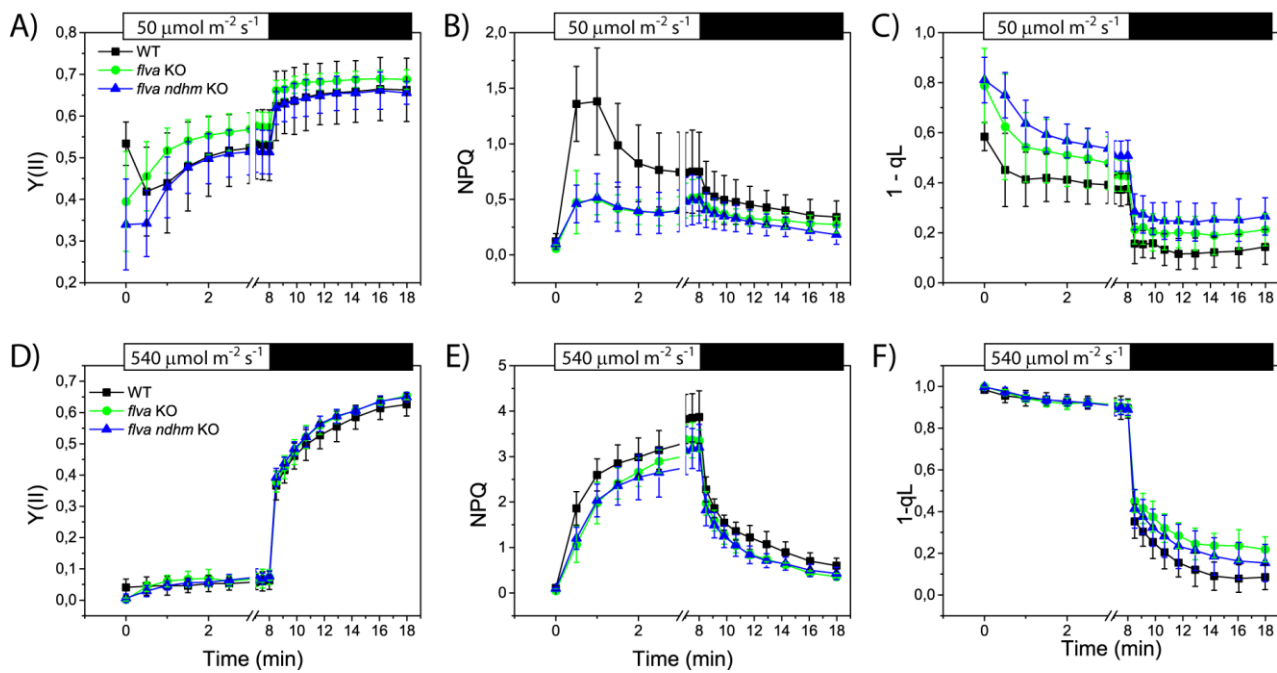 A) 50 μmol m⁻² s⁻¹
Y(II)
0,8
0,7
0,6
0,5
0,4
0,3
0,2
WT
flva KO
flva ndhm KO
0 2 8 10 12 14 16 18
B) 50 μmol m⁻² s⁻¹
NPQ
2,0
1,5
1,0
0,5
0,0
0 2 8 10 12 14 16 18
C) 50 μmol m⁻² s⁻¹
1 - qL
1,0
0,8
0,6
0,4
0,2
0,0
0 2 8 10 12 14 16 18
D) 540 μmol m⁻² s⁻¹
Y(II)
0,7
0,6
0,5
0,4
0,3
0,2
0,1
0,0
WT
flva KO
flva ndhm KO
0 2 8 10 12 14 16 18
Time (min)
E) 540 μmol m⁻² s⁻¹
NPQ
5
4
3
2
1
0
0 2 8 10 12 14 16 18
Time (min)
F) 540 μmol m⁻² s⁻¹
1-qL
1,0
0,8
0,6
0,4
0,2
0,0
0 2 8 10 12 14 16 18
Time (min)